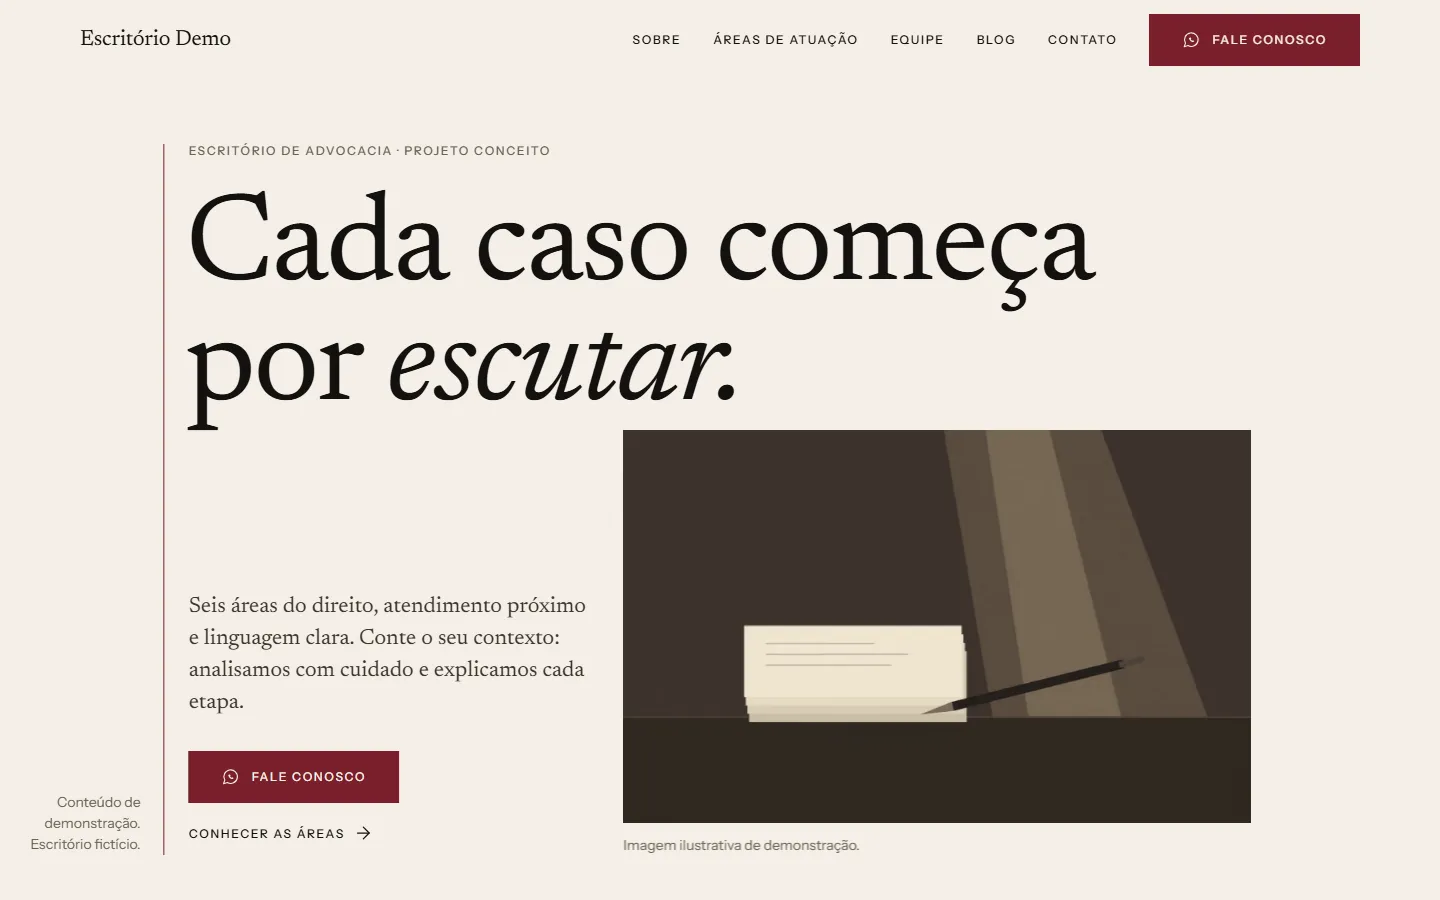 Escritório Demo
SOBRE
ÁREAS DE ATUAÇÃO
EQUIPE
BLOG
CONTATO
FALE CONOSCO
ESCRITÓRIO DE ADVOCACIA · PROJETO CONCEITO
Cada caso começa
por escutar.
Seis áreas do direito, atendimento próximo
e linguagem clara. Conte o seu contexto:
analisamos com cuidado e explicamos cada
etapa.
FALE CONOSCO
CONHECER AS ÁREAS
Conteúdo de
demonstração.
Escritório fictício.
Imagem ilustrativa de demonstração.